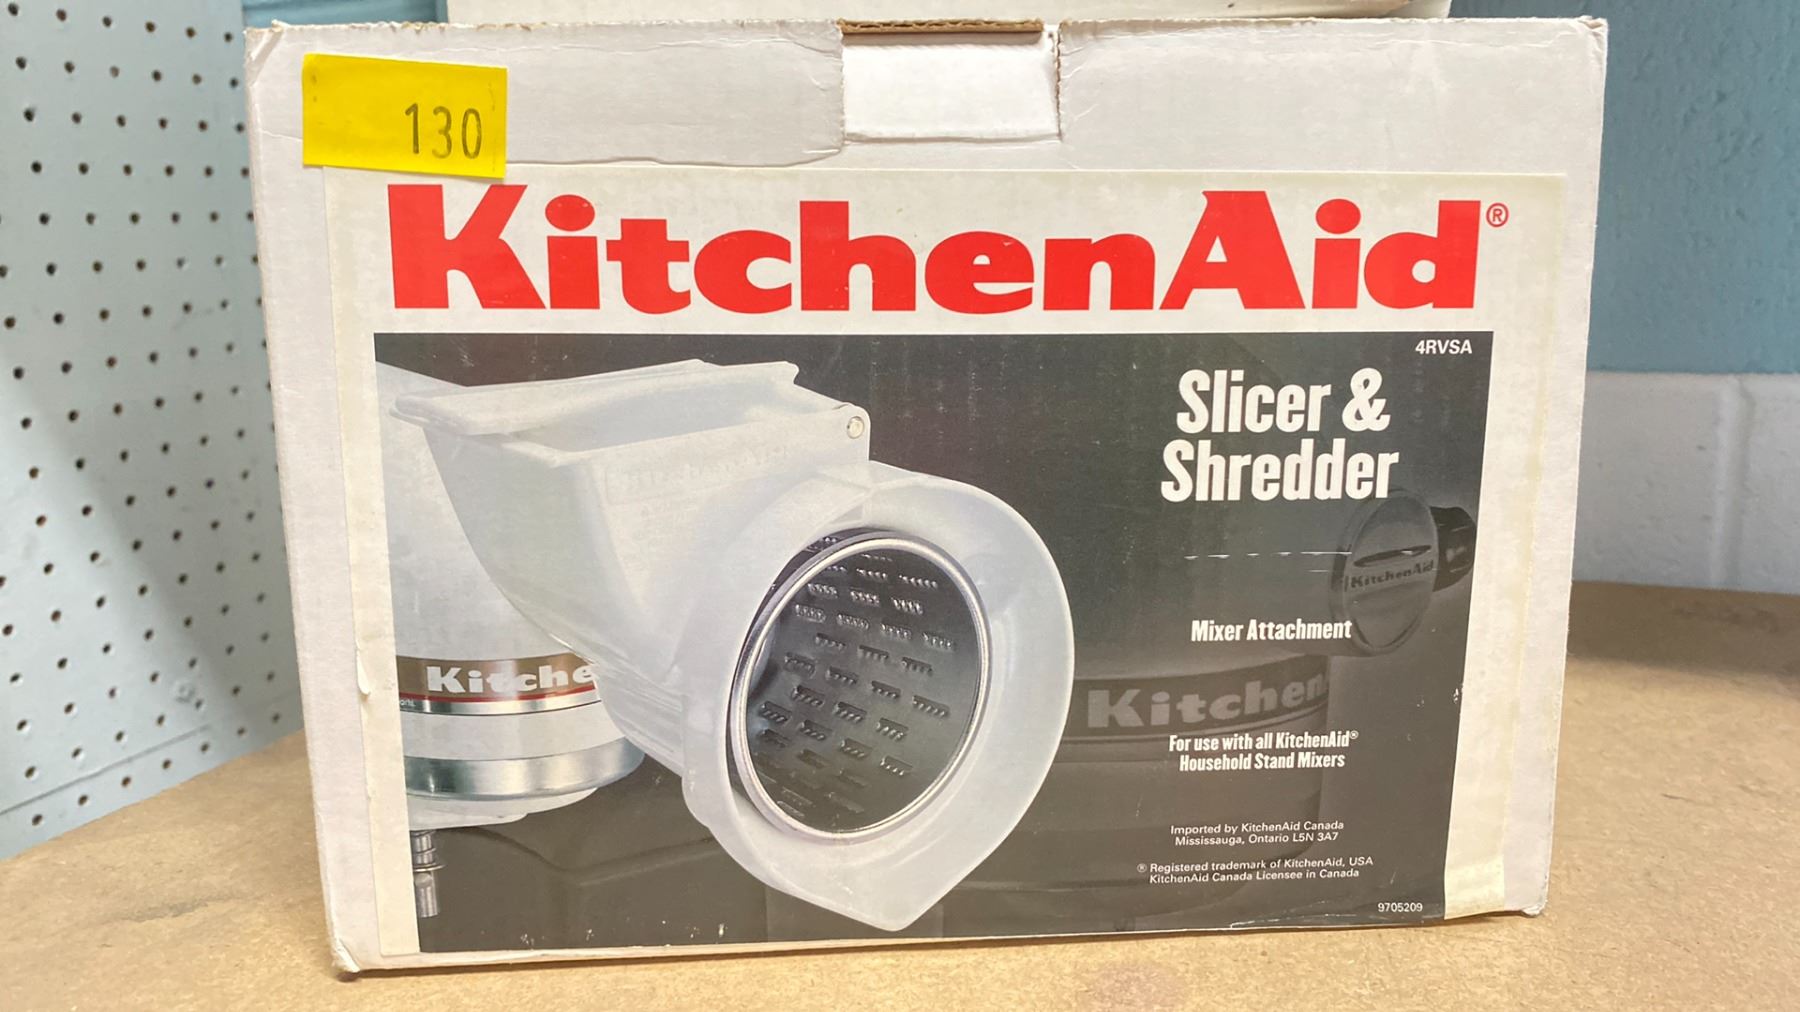 130
KitchenAid®
4RVSA
Slicer &
Shredder
KitchenAid
Mixer Attachment
Kitche
Kitchen
For use with all KitchenAid®
Household Stand Mixers
Imported by KitchenAid Canada
Mississauga, Ontario L5N 3A7
® Registered trademark of KitchenAid, USA
KitchenAid Canada Licensee in Canada
9705209